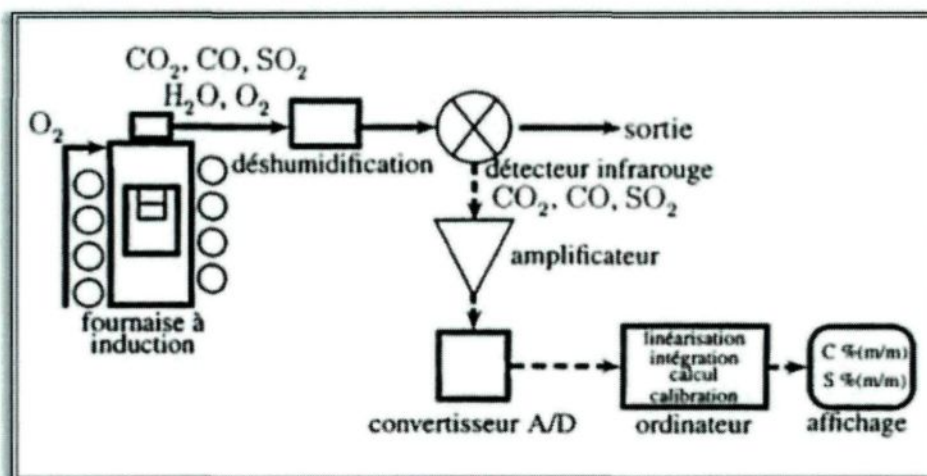 CO₂, CO, SO₂
H₂O, O₂
O₂
sortie
déshumidification
détecteur infrarouge
CO₂, CO, SO₂
amplificateur
fournaise à
induction
linéarisation
intégration
calcul
calibration
C %(m/m)
S %(m/m)
convertisseur A/D
ordinateur
affichage